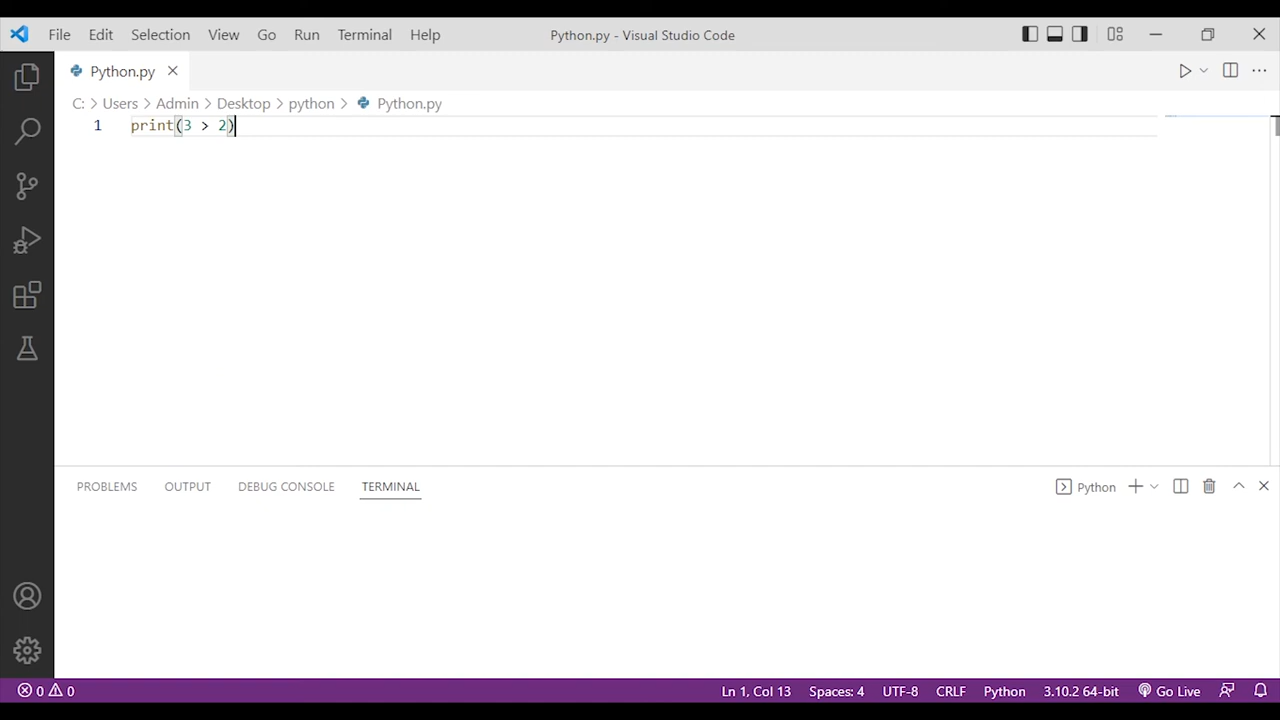 File Edit Selection View Go Run Terminal Help Python.py - Visual Studio Code
Python.py
C: > Users > Admin > Desktop > python > Python.py
1 print(3 > 2)
PROBLEMS OUTPUT DEBUG CONSOLE TERMINAL Python
0 0 Ln 1, Col 13 Spaces: 4 UTF-8 CRLF Python 3.10.2 64-bit Go Live